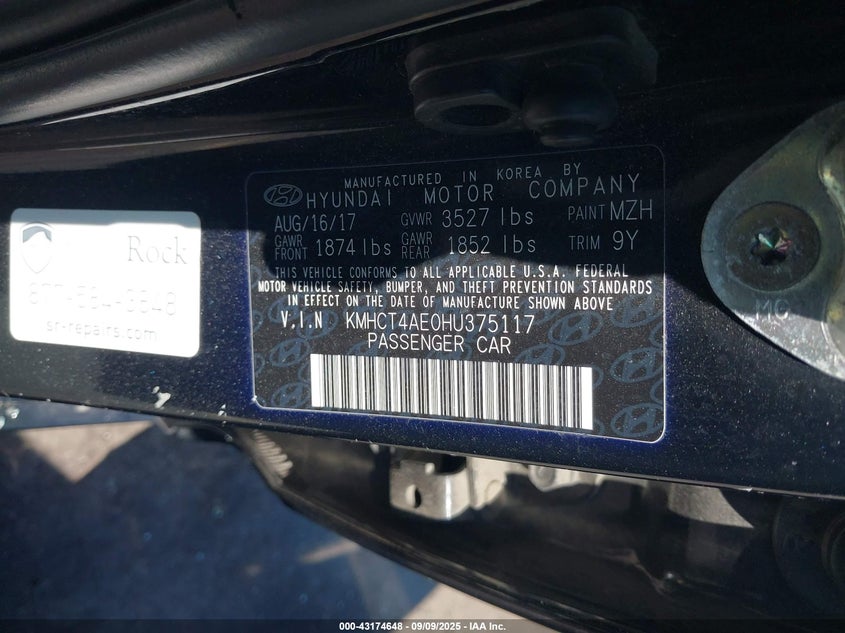 MANUFACTURED IN KOREA BY
HYUNDAI MOTOR COMPANY
AUG/16/17 GVWR 3527 lbs PAINT MZH
GAWR FRONT 1874 lbs GAWR REAR 1852 lbs TRIM 9Y
THIS VEHICLE CONFORMS TO ALL APPLICABLE U.S.A. FEDERAL
MOTOR VEHICLE SAFETY, BUMPER, AND THEFT PREVENTION STANDARDS
IN EFFECT ON THE DATE OF MANUFACTURE SHOWN ABOVE
V.I.N KMHCT4AE0HU375117
PASSENGER CAR
Rock
sr-repairs.com
MC
000-43174648 - 09/09/2025 - IAA Inc.